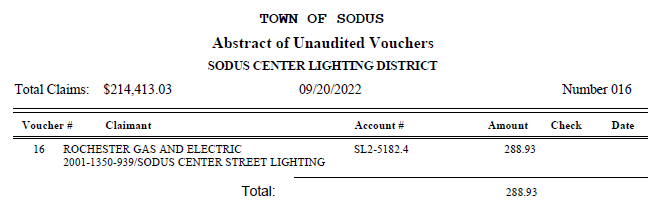 TOWN OF SODUS
Abstract of Unaudited Vouchers
SODUS CENTER LIGHTING DISTRICT
Total Claims: $214,413.03 09/20/2022 Number 016
Voucher # Claimant Account # Amount Check Date
16 ROCHESTER GAS AND ELECTRIC SL2-5182.4 288.93
2001-1350-939/SODUS CENTER STREET LIGHTING
Total: 288.93